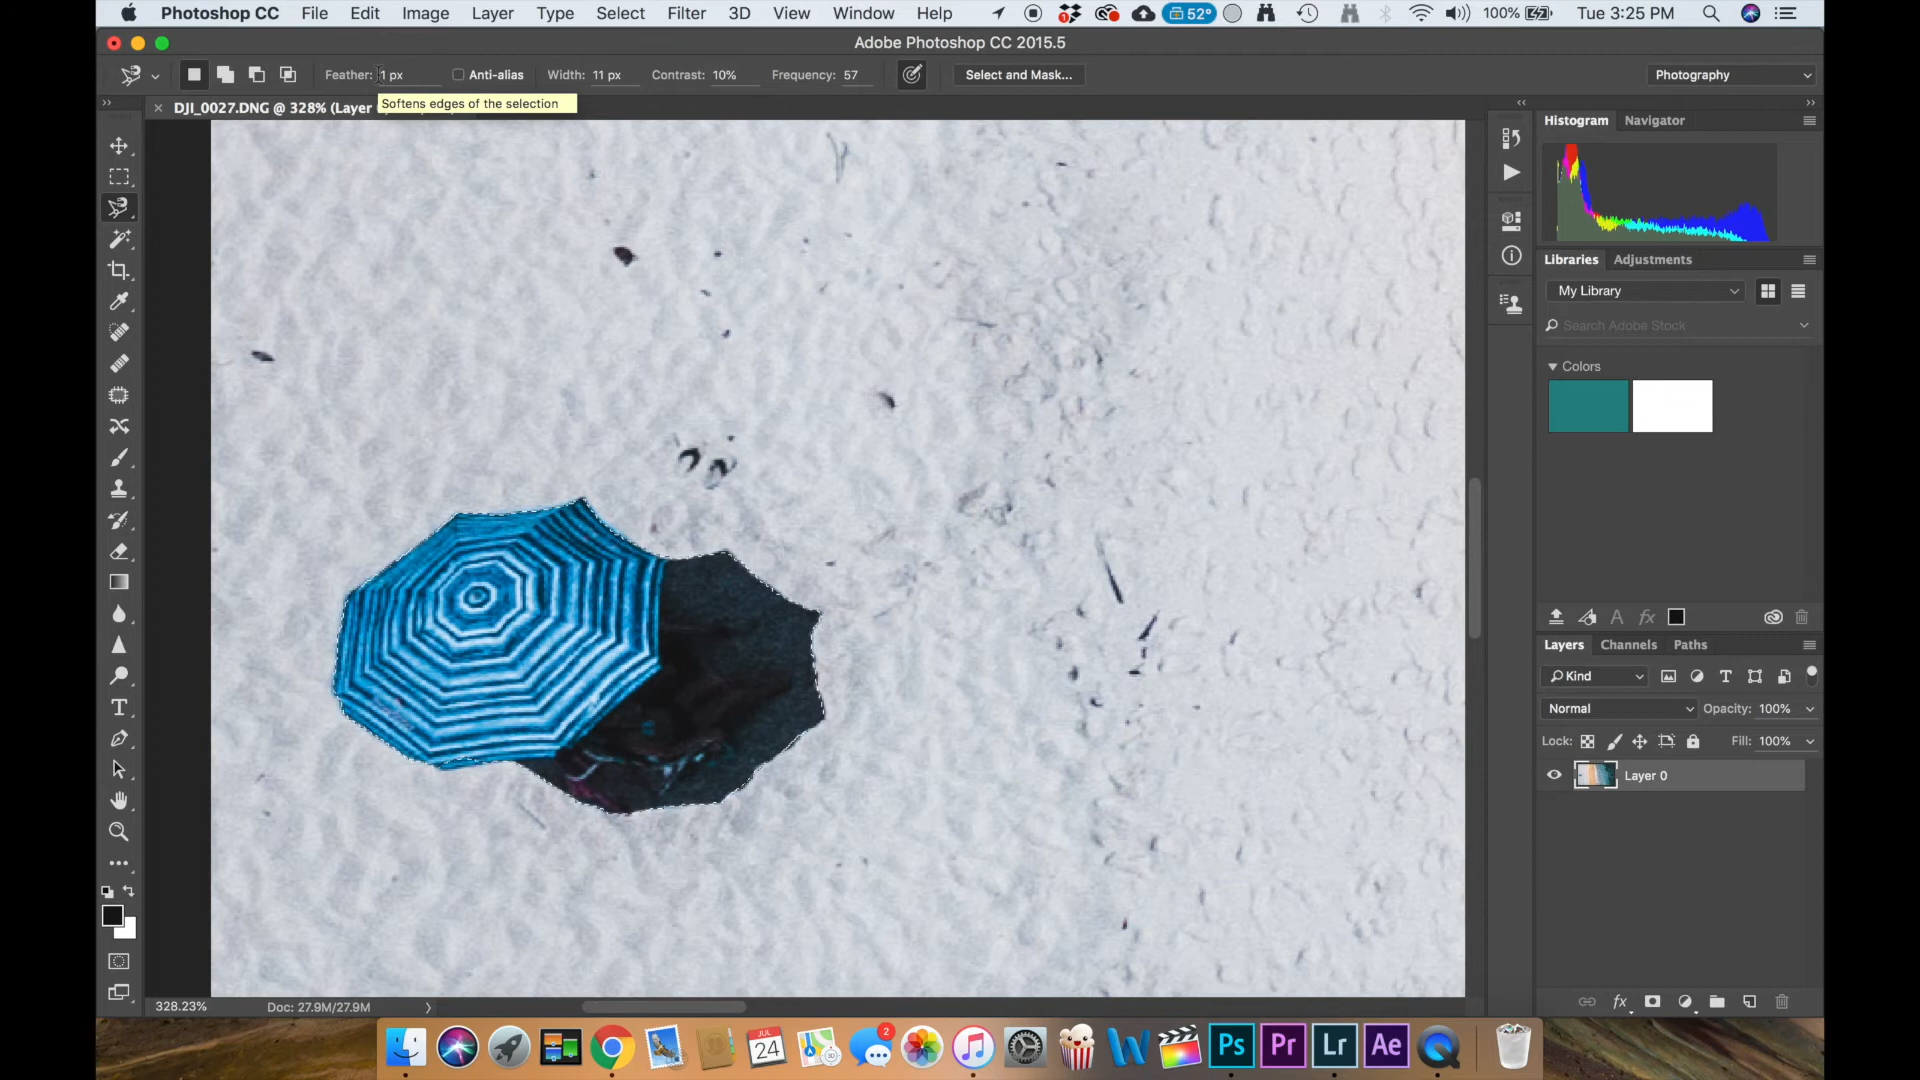 Photoshop CC File Edit Image Layer Type Select Filter 3D View Window Help 52° 100% Tue 3:25 PM
Adobe Photoshop CC 2015.5
Feather: 1 px Anti-alias Width: 11 px Contrast: 10% Frequency: 57 Select and Mask... Photography
Softens edges of the selection
DJI_0027.DNG @ 328% (Layer
Histogram Navigator
Libraries Adjustments
My Library
Search Adobe Stock
Colors
Layers Channels Paths
Kind
Normal Opacity: 100%
Lock: Fill: 100%
Layer 0
328.23% Doc: 27.9M/27.9M
JUL
24
2
Ps Pr Lr Ae